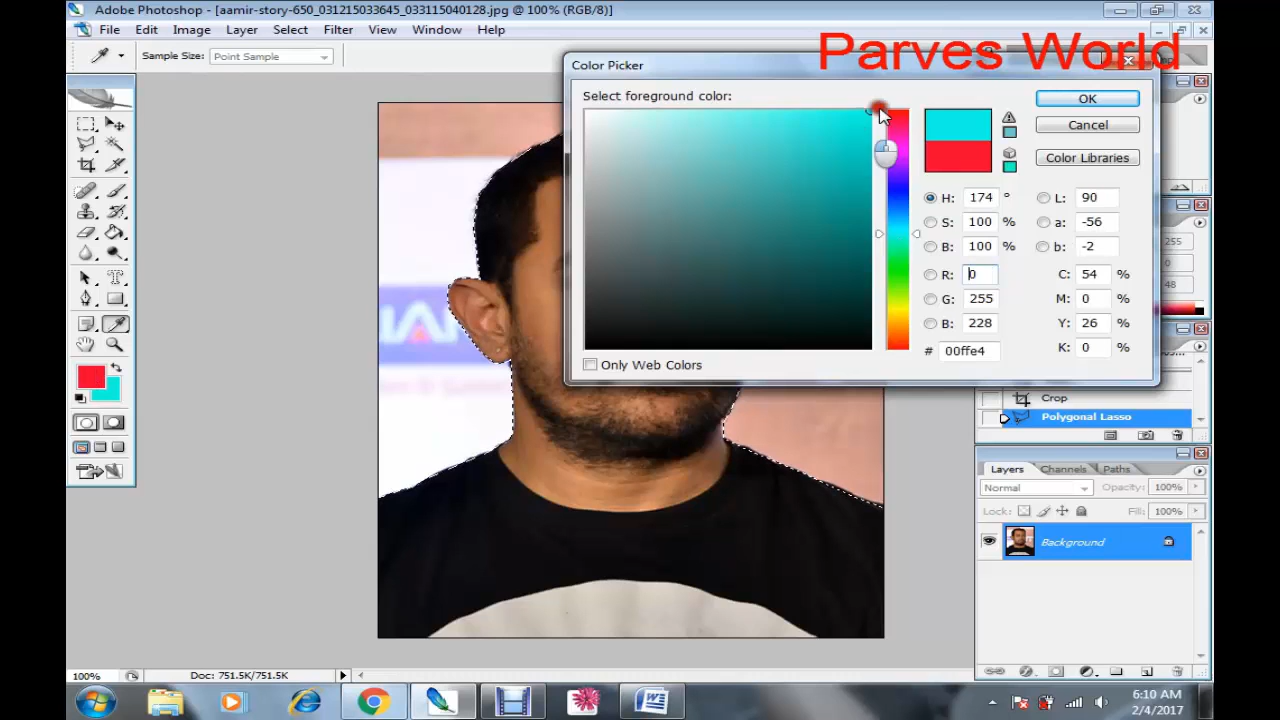 Adobe Photoshop - [aamir-story-650_031215033645_033115040128.jpg @ 100% (RGB/8)]
File Edit Image Layer Select Filter View Window Help
Parves World
Sample Size: Point Sample
Color Picker
Select foreground color:
OK
Cancel
Color Libraries
H: 174 °
S: 100 %
B: 100 %
R: 0
G: 255
B: 228
# 00ffe4
L: 90
a: -56
b: -2
C: 54 %
M: 0 %
Y: 26 %
K: 0 %
Only Web Colors
255
0
48
Crop
Polygonal Lasso
Layers Channels Paths
Normal Opacity: 100%
Lock: Fill: 100%
Background
100% Doc: 751.5K/751.5K
6:10 AM
2/4/2017